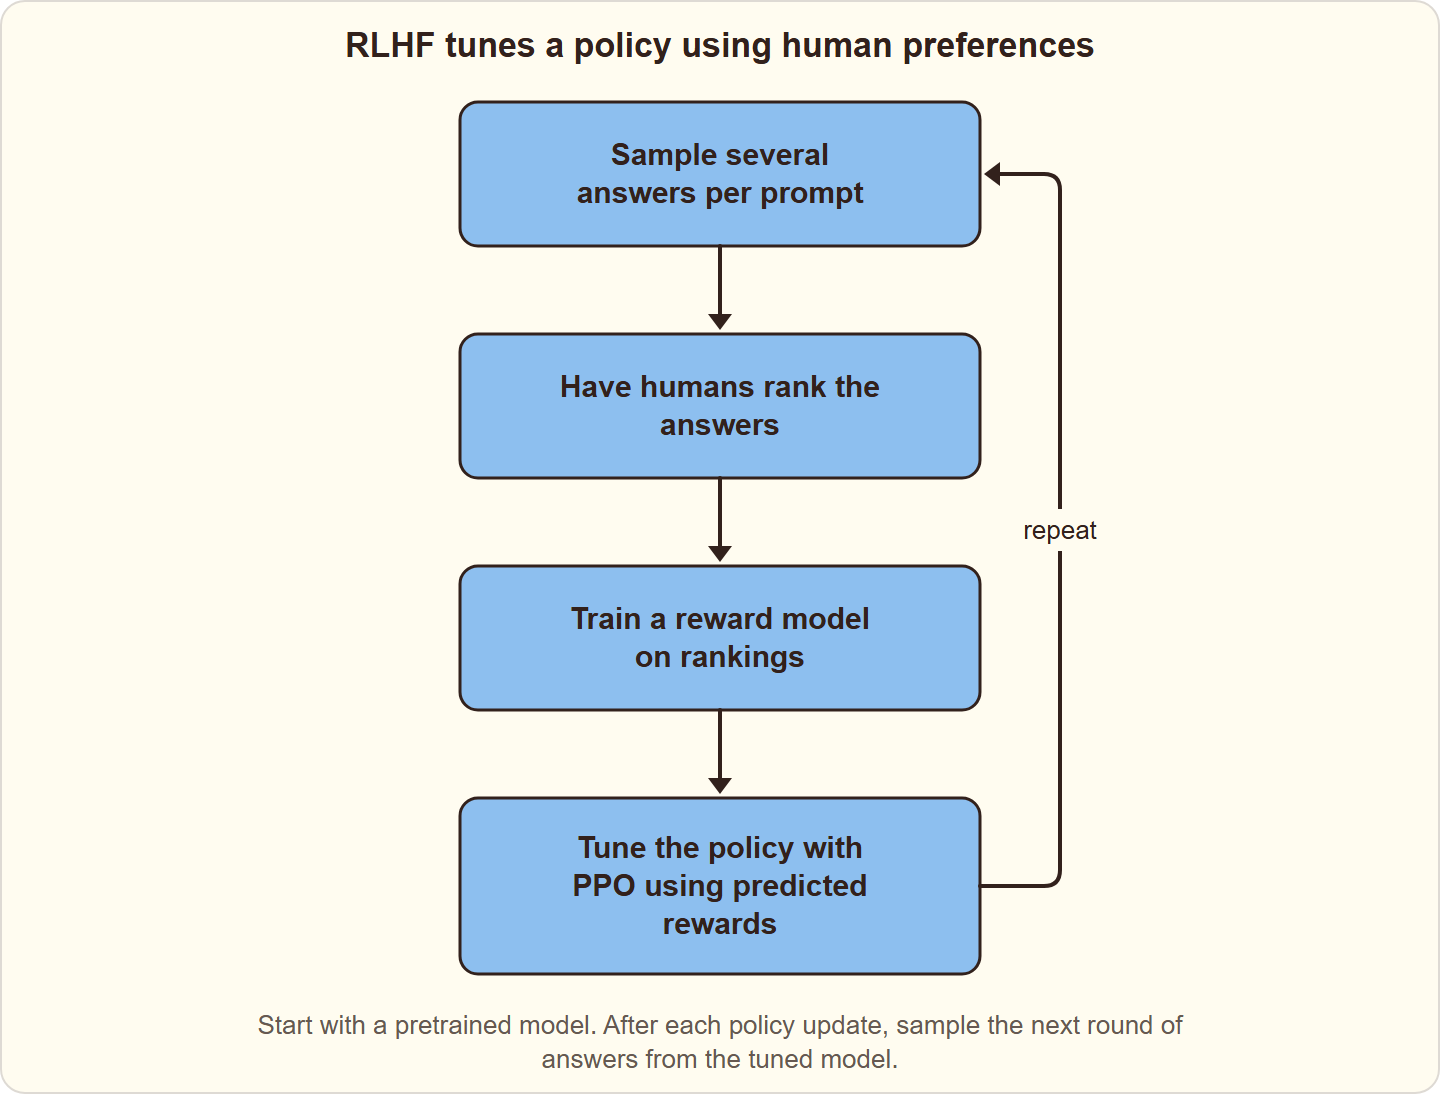 RLHF tunes a policy using human preferences
Sample several
answers per prompt
Have humans rank the
answers
repeat
Train a reward model
on rankings
Tune the policy with
PPO using predicted
rewards
Start with a pretrained model. After each policy update, sample the next round of
answers from the tuned model.